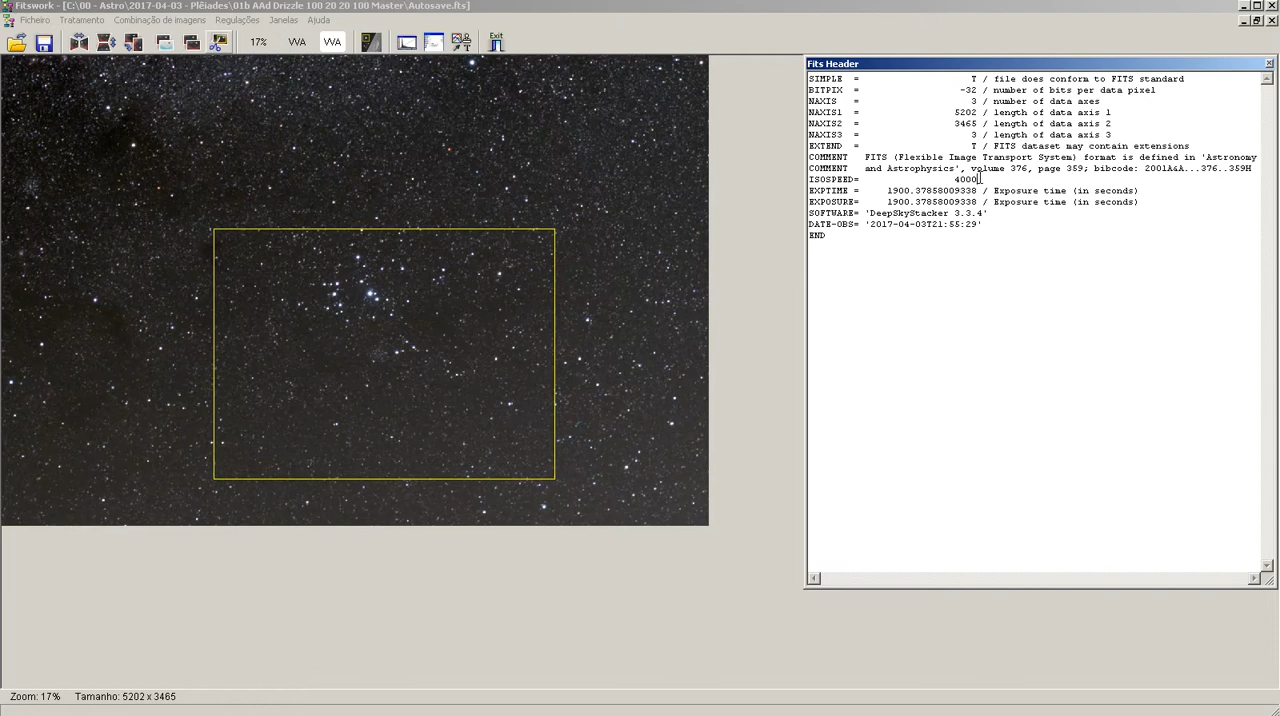 Fitswork - [C:\00 - Astro\2017-04-03 - Plêiades\01b AAd Drizzle 100 20 20 100 Master\Autosave.fts]
Ficheiro Tratamento Combinação de imagens Regulações Janelas Ajuda
17% Exit
Fits Header
SIMPLE = T / file does conform to FITS standard
BITPIX = -32 / number of bits per data pixel
NAXIS = 3 / number of data axes
NAXIS1 = 5202 / length of data axis 1
NAXIS2 = 3465 / length of data axis 2
NAXIS3 = 3 / length of data axis 3
EXTEND = T / FITS dataset may contain extensions
COMMENT FITS (Flexible Image Transport System) format is defined in 'Astronomy
COMMENT and Astrophysics', volume 376, page 359; bibcode: 2001A&A...376..359H
ISOSPEED= 4000
EXPTIME = 1900.37858009338 / Exposure time (in seconds)
EXPOSURE= 1900.37858009338 / Exposure time (in seconds)
SOFTWARE= 'DeepSkyStacker 3.3.4'
DATE-OBS= '2017-04-03T21:55:29'
END
Zoom: 17% Tamanho: 5202 x 3465